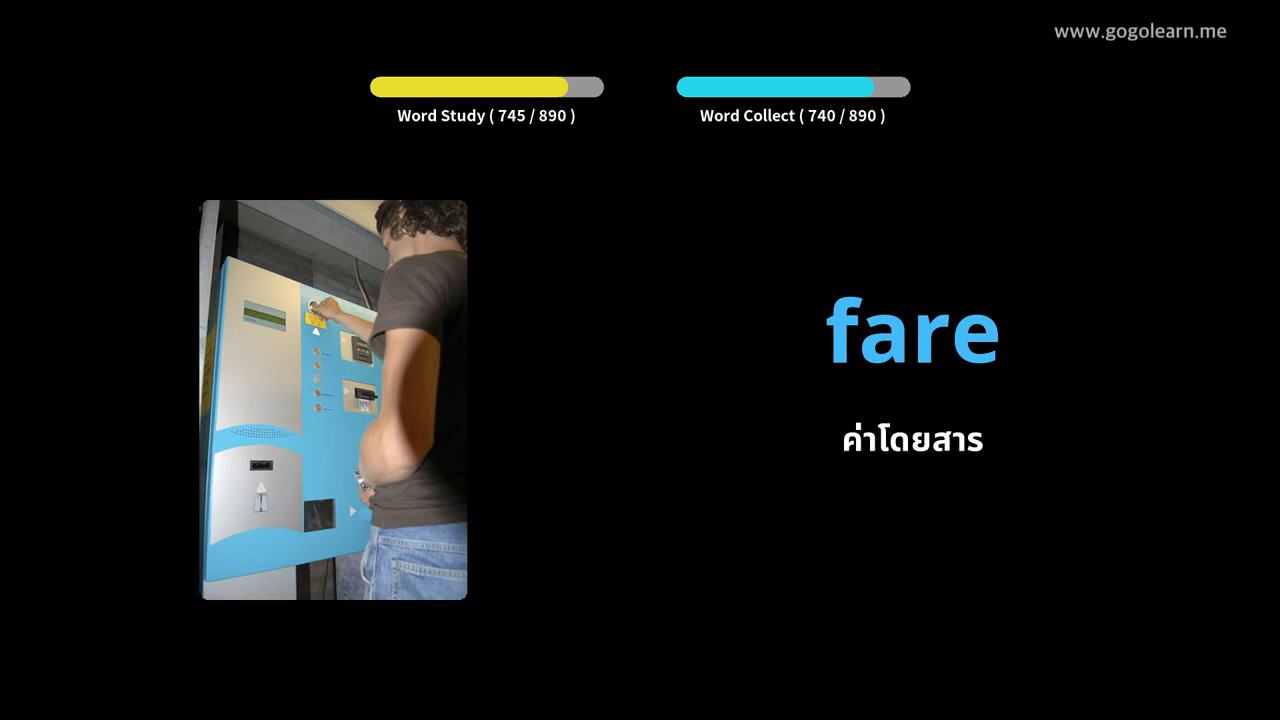 www.gogolearn.me
Word Study ( 745 / 890 )
Word Collect ( 740 / 890 )
fare
ค่าโดยสาร